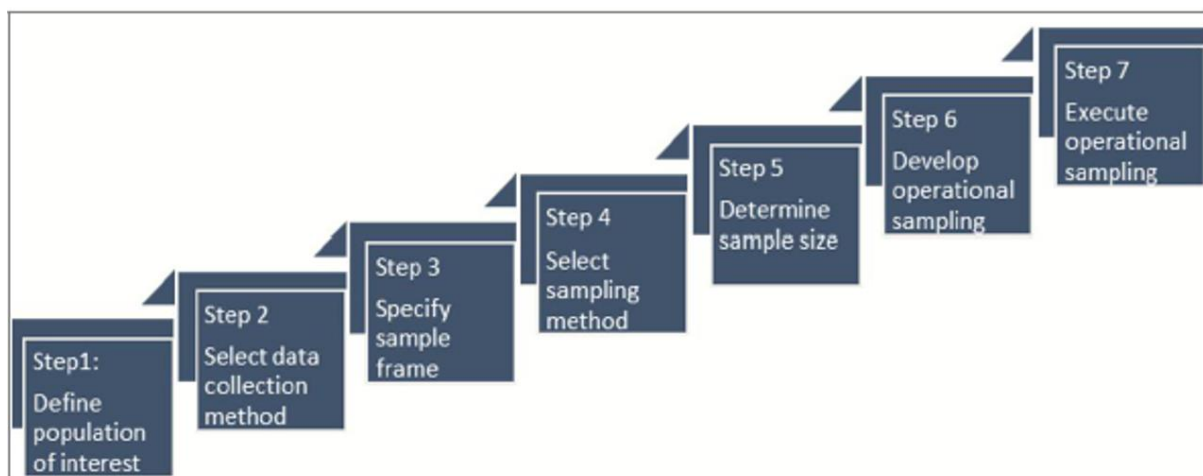 Step1:
Define
population
of interest
Step 2
Select data
collection
method
Step 3
Specify
sample
frame
Step 4
Select
sampling
method
Step 5
Determine
sample size
Step 6
Develop
operational
sampling
Step 7
Execute
operational
sampling